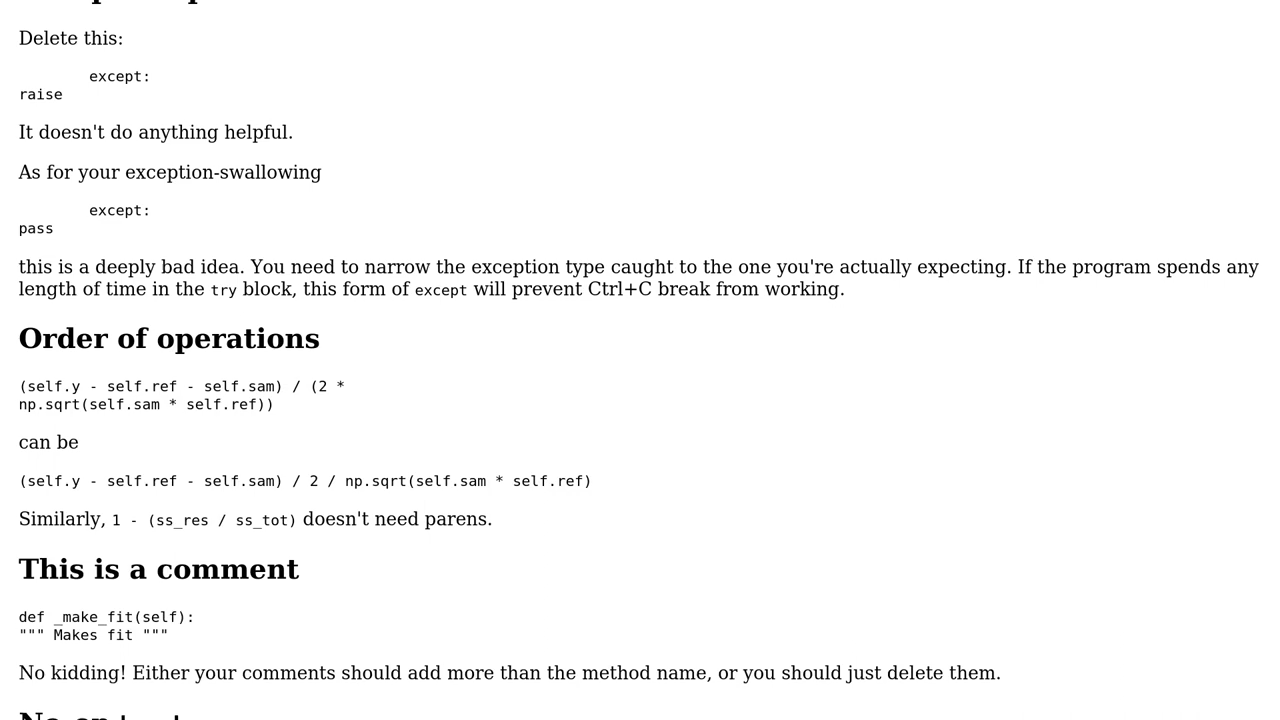 Delete this:
        except:
raise
It doesn't do anything helpful.
As for your exception-swallowing
        except:
pass
this is a deeply bad idea. You need to narrow the exception type caught to the one you're actually expecting. If the program spends any
length of time in the try block, this form of except will prevent Ctrl+C break from working.
Order of operations
(self.y - self.ref - self.sam) / (2 *
np.sqrt(self.sam * self.ref))
can be
(self.y - self.ref - self.sam) / 2 / np.sqrt(self.sam * self.ref)
Similarly, 1 - (ss_res / ss_tot) doesn't need parens.
This is a comment
def _make_fit(self):
""" Makes fit """
No kidding! Either your comments should add more than the method name, or you should just delete them.